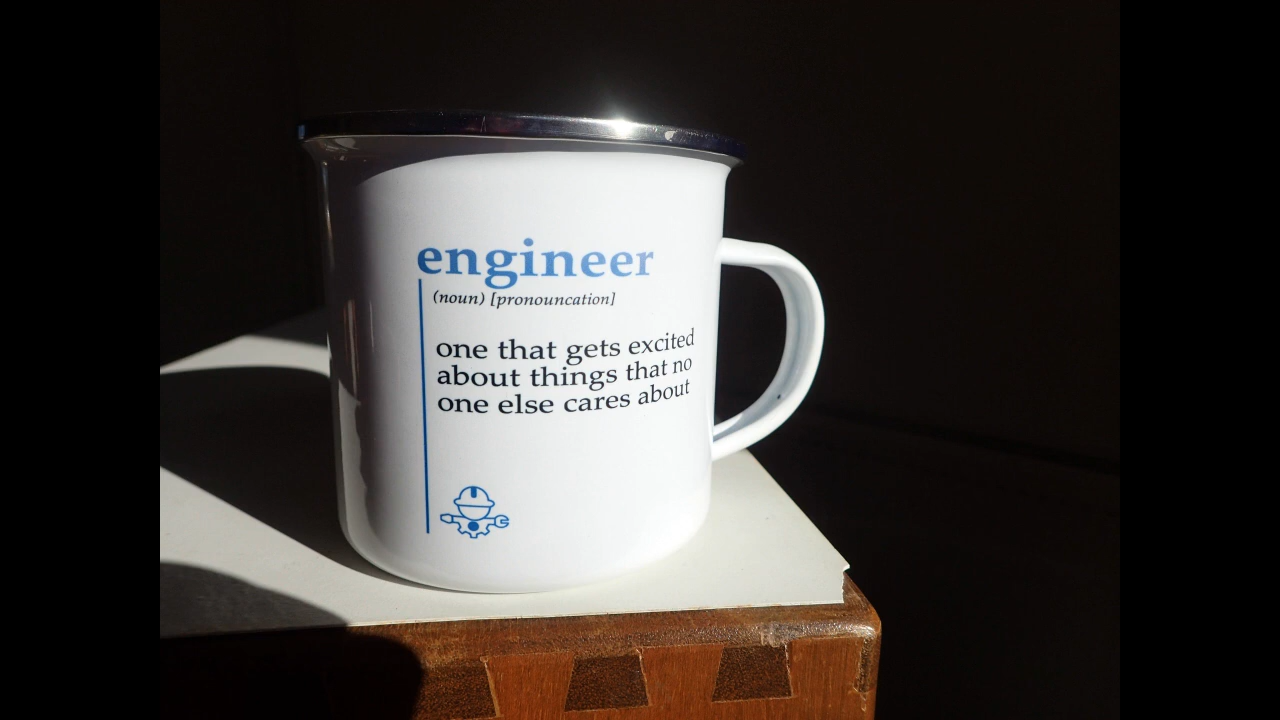 engineer
(noun) [pronouncation]
one that gets excited
about things that no
one else cares about